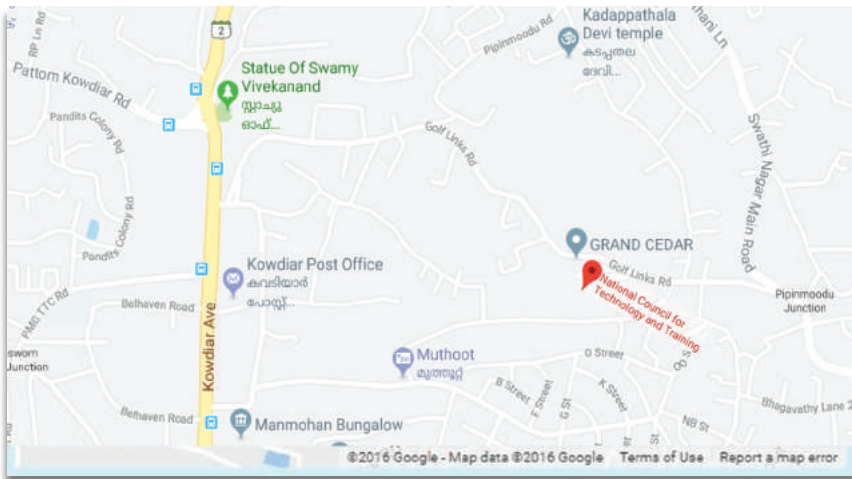 Kadappathala
Devi temple
കടപ്പത്തല
ദേവി...
Pipinmoodu Rd
RP Ln Rd
2
Statue Of Swamy
Vivekanand
സ്റ്റാച്യൂ
ഓഫ്...
Pattom Kowdiar Rd
Pandits Colony Rd
Golf Links Rd
Swathi Nagar Main Road
GRAND CEDAR
Golf Links Rd
National Council for
Technology and Training
Pipinmoodu
Junction
Pandits Colony Rd
Kowdiar Post Office
കവടിയാർ
പോസ്റ്റ്...
PMG TTC Rd
Belhaven Road
Kowdiar Ave
sworn
Junction
Muthoot
മുത്തൂറ്റ്
O Street
B Street
F Street
G St
K Street
NB St
Bhagavathy Lane 2
Belhaven Road
Manmohan Bungalow
©2016 Google - Map data ©2016 Google Terms of Use Report a map error